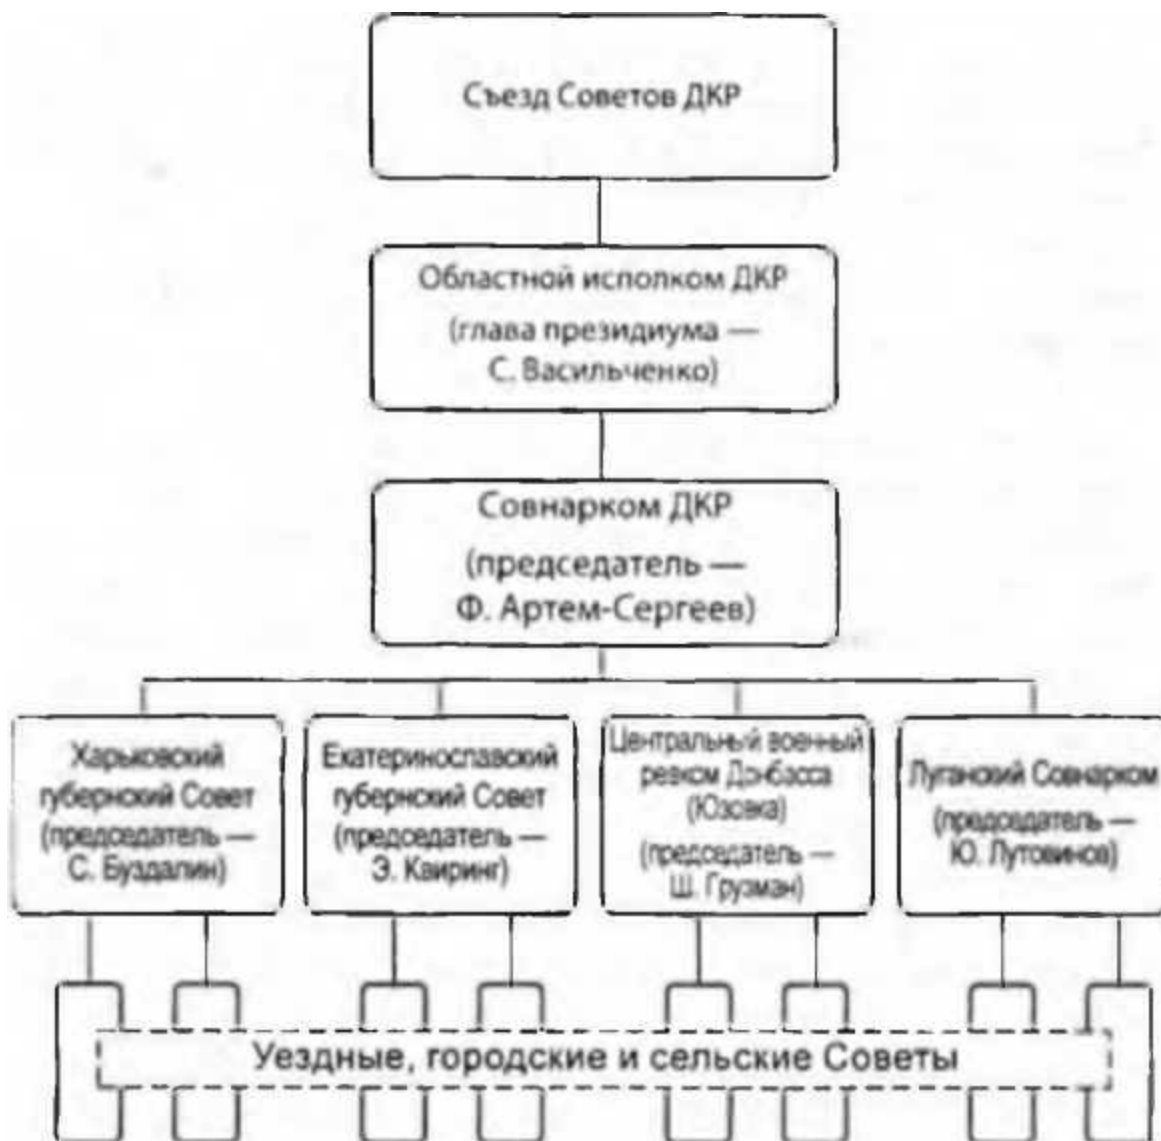 Съезд Советов ДКР
Областной исполком ДКР
(глава президиума —
С. Васильченко)
Совнарком ДКР
(председатель —
Ф. Артем-Сергеев)
Харьковский
губернский Совет
(председатель —
С. Буздалин)
Екатеринославский
губернский Совет
(председатель —
Э. Квиринг)
Центральный военный
ревком Донбасса
(Юзовка)
(председатель —
Ш. Грузман)
Луганский Совнарком
(председатель —
Ю. Лутовинов)
Уездные, городские и сельские Советы